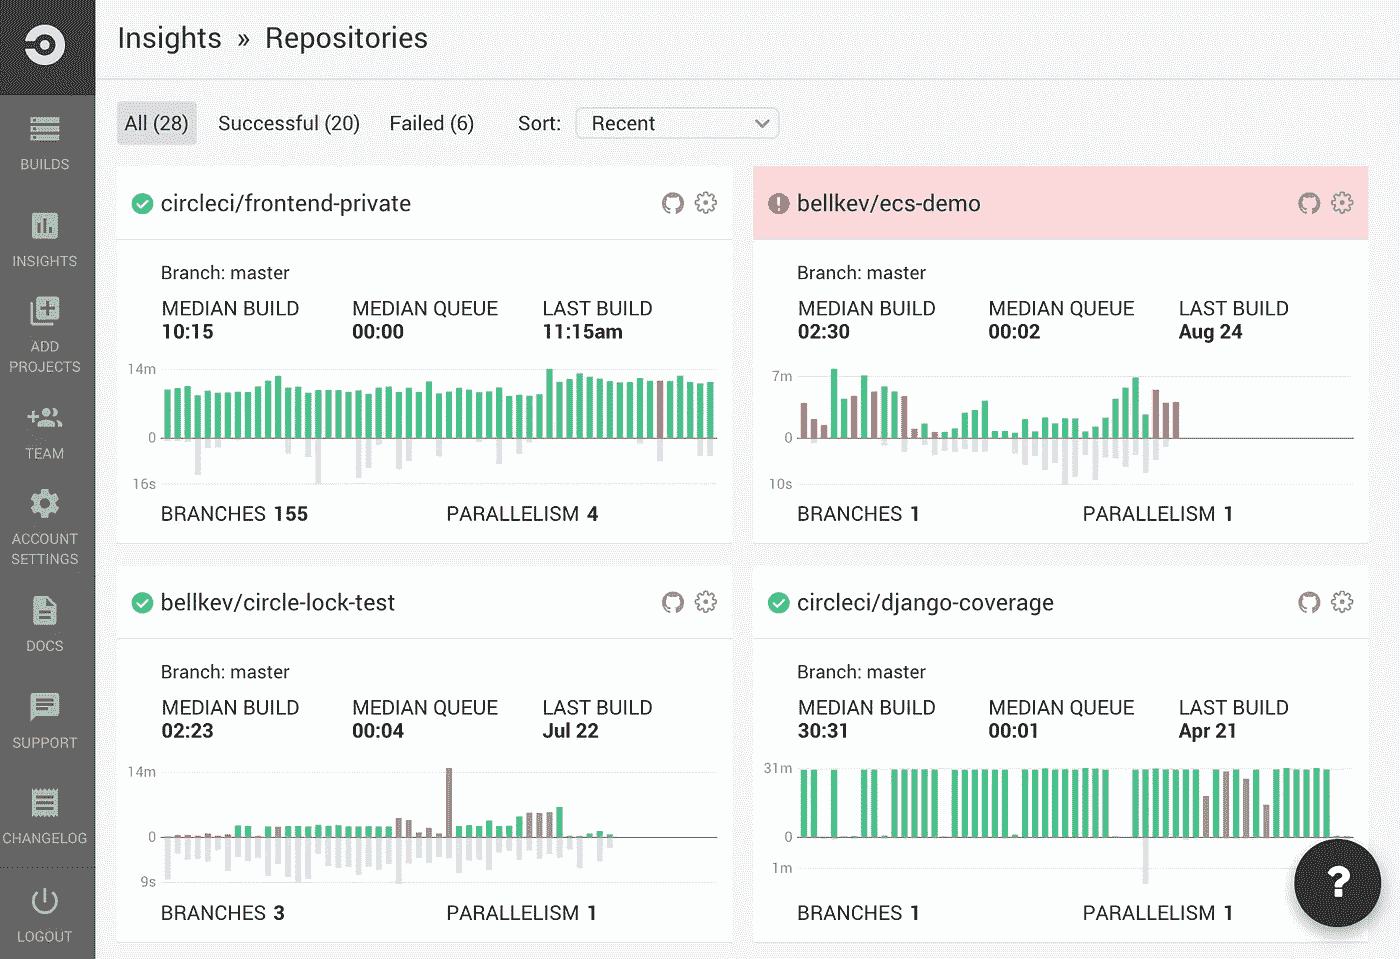 Insights » Repositories
All (28) Successful (20) Failed (6) Sort: Recent
BUILDS
INSIGHTS
ADD
PROJECTS
TEAM
ACCOUNT
SETTINGS
DOCS
SUPPORT
CHANGELOG
LOGOUT
circleci/frontend-private
Branch: master
MEDIAN BUILD MEDIAN QUEUE LAST BUILD
10:15 00:00 11:15am
14m
0
16s
BRANCHES 155 PARALLELISM 4
bellkev/ecs-demo
Branch: master
MEDIAN BUILD MEDIAN QUEUE LAST BUILD
02:30 00:02 Aug 24
7m
0
10s
BRANCHES 1 PARALLELISM 1
bellkev/circle-lock-test
Branch: master
MEDIAN BUILD MEDIAN QUEUE LAST BUILD
02:23 00:04 Jul 22
14m
0
9s
BRANCHES 3 PARALLELISM 1
circleci/django-coverage
Branch: master
MEDIAN BUILD MEDIAN QUEUE LAST BUILD
30:31 00:01 Apr 21
31m
0
1m
BRANCHES 1 PARALLELISM 1
?